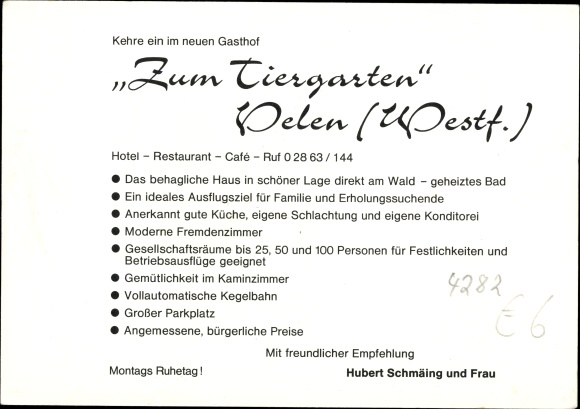 Kehre ein im neuen Gasthof
„Zum Tiergarten“
Velen (Westf.)
Hotel – Restaurant – Café – Ruf 0 28 63 / 144
● Das behagliche Haus in schöner Lage direkt am Wald – geheiztes Bad
● Ein ideales Ausflugsziel für Familie und Erholungssuchende
● Anerkannt gute Küche, eigene Schlachtung und eigene Konditorei
● Moderne Fremdenzimmer
● Gesellschaftsräume bis 25, 50 und 100 Personen für Festlichkeiten und
Betriebsausflüge geeignet
● Gemütlichkeit im Kaminzimmer
● Vollautomatische Kegelbahn
● Großer Parkplatz
● Angemessene, bürgerliche Preise
4282
€ 6
Mit freundlicher Empfehlung
Montags Ruhetag! Hubert Schmäing und Frau